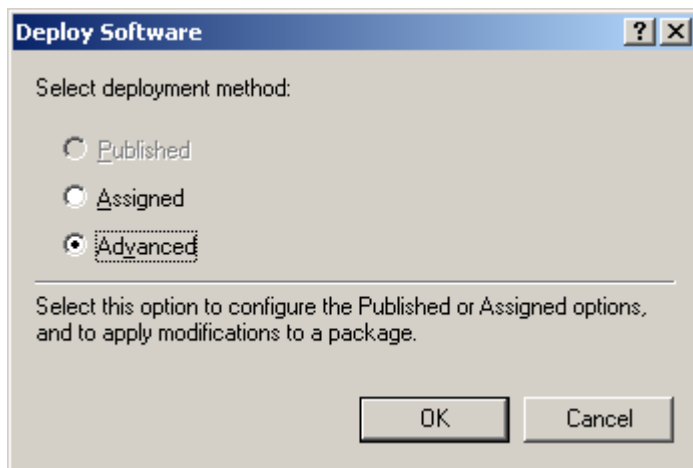 Deploy Software
Select deployment method:
Published
Assigned
Advanced
Select this option to configure the Published or Assigned options,
and to apply modifications to a package.
OK Cancel